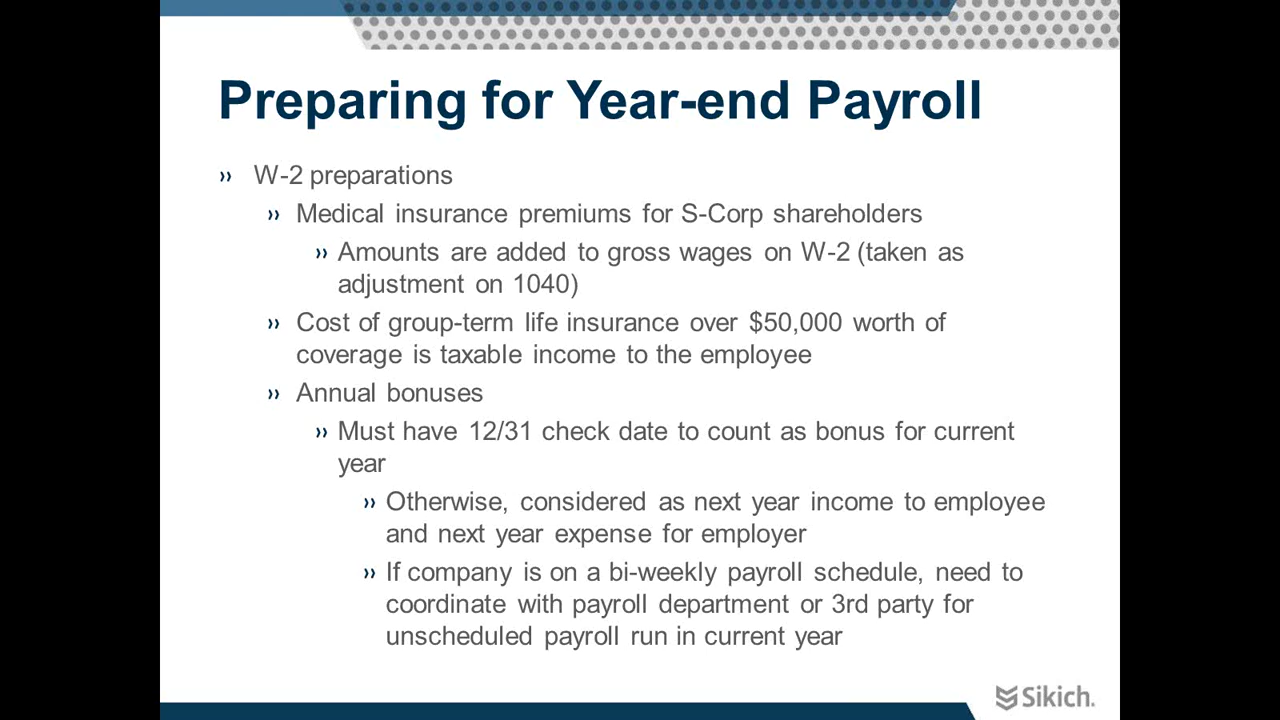 Preparing for Year-end Payroll
» W-2 preparations
» Medical insurance premiums for S-Corp shareholders
» Amounts are added to gross wages on W-2 (taken as
adjustment on 1040)
» Cost of group-term life insurance over $50,000 worth of
coverage is taxable income to the employee
» Annual bonuses
» Must have 12/31 check date to count as bonus for current
year
» Otherwise, considered as next year income to employee
and next year expense for employer
» If company is on a bi-weekly payroll schedule, need to
coordinate with payroll department or 3rd party for
unscheduled payroll run in current year
Sikich.